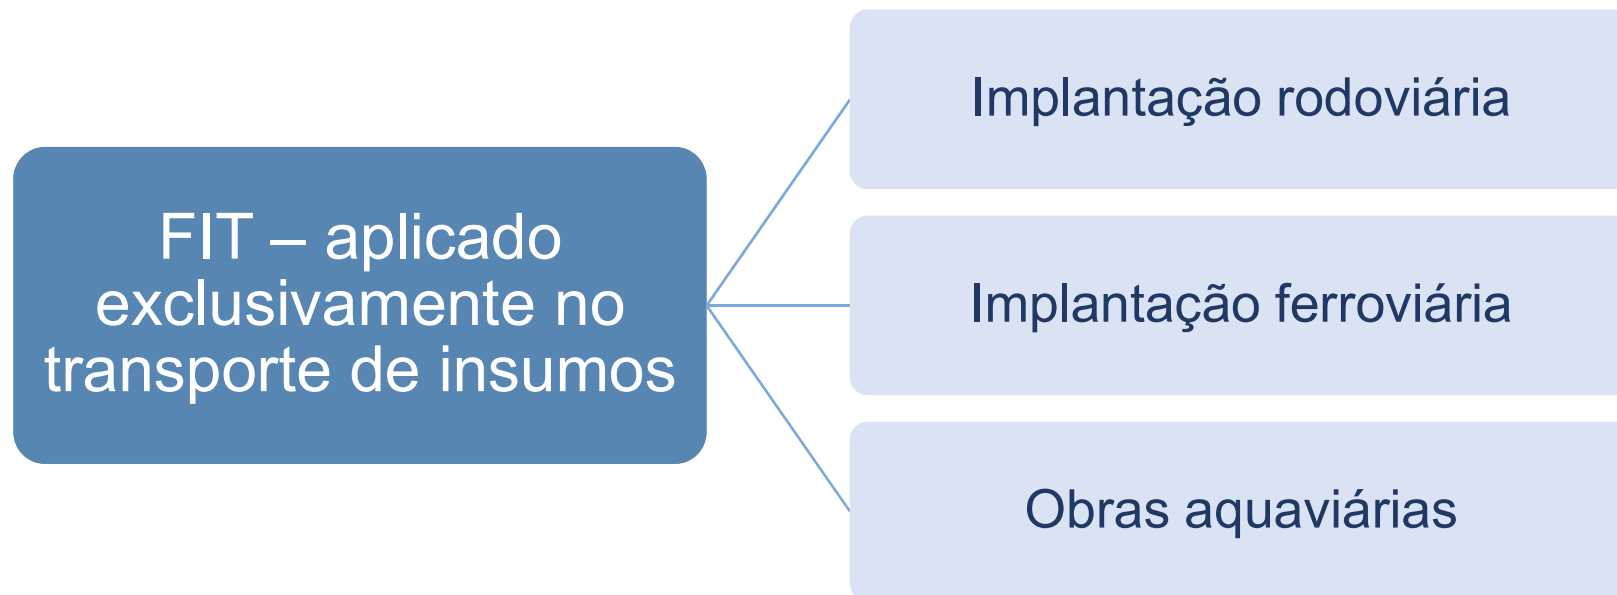 FIT – aplicado
exclusivamente no
transporte de insumos
Implantação rodoviária
Implantação ferroviária
Obras aquaviárias